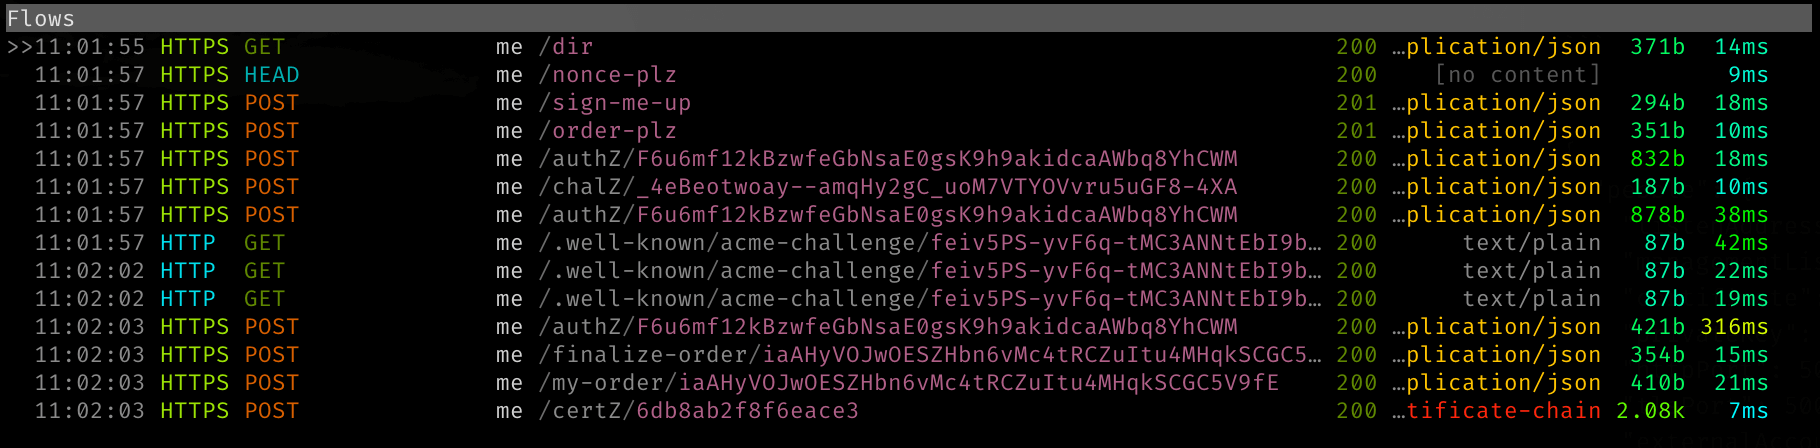 Flows
>>11:01:55 HTTPS GET me /dir 200 …plication/json 371b 14ms
11:01:57 HTTPS HEAD me /nonce-plz 200 [no content] 9ms
11:01:57 HTTPS POST me /sign-me-up 201 …plication/json 294b 18ms
11:01:57 HTTPS POST me /order-plz 201 …plication/json 351b 10ms
11:01:57 HTTPS POST me /authZ/F6u6mf12kBzwfeGbNsaE0gsK9h9akidcaAWbq8YhCWM 200 …plication/json 832b 18ms
11:01:57 HTTPS POST me /chalZ/_4eBeotwoay--amqHy2gC_uoM7VTYOVvru5uGF8-4XA 200 …plication/json 187b 10ms
11:01:57 HTTPS POST me /authZ/F6u6mf12kBzwfeGbNsaE0gsK9h9akidcaAWbq8YhCWM 200 …plication/json 878b 38ms
11:01:57 HTTP GET me /.well-known/acme-challenge/feiv5PS-yvF6q-tMC3ANNtEbI9b… 200 text/plain 87b 42ms
11:02:02 HTTP GET me /.well-known/acme-challenge/feiv5PS-yvF6q-tMC3ANNtEbI9b… 200 text/plain 87b 22ms
11:02:02 HTTP GET me /.well-known/acme-challenge/feiv5PS-yvF6q-tMC3ANNtEbI9b… 200 text/plain 87b 19ms
11:02:03 HTTPS POST me /authZ/F6u6mf12kBzwfeGbNsaE0gsK9h9akidcaAWbq8YhCWM 200 …plication/json 421b 316ms
11:02:03 HTTPS POST me /finalize-order/iaAHyVOJwOESZHbn6vMc4tRCZuItu4MHqkSCGC5… 200 …plication/json 354b 15ms
11:02:03 HTTPS POST me /my-order/iaAHyVOJwOESZHbn6vMc4tRCZuItu4MHqkSCGC5V9fE 200 …plication/json 410b 21ms
11:02:03 HTTPS POST me /certZ/6db8ab2f8f6eace3 200 …tificate-chain 2.08k 7ms